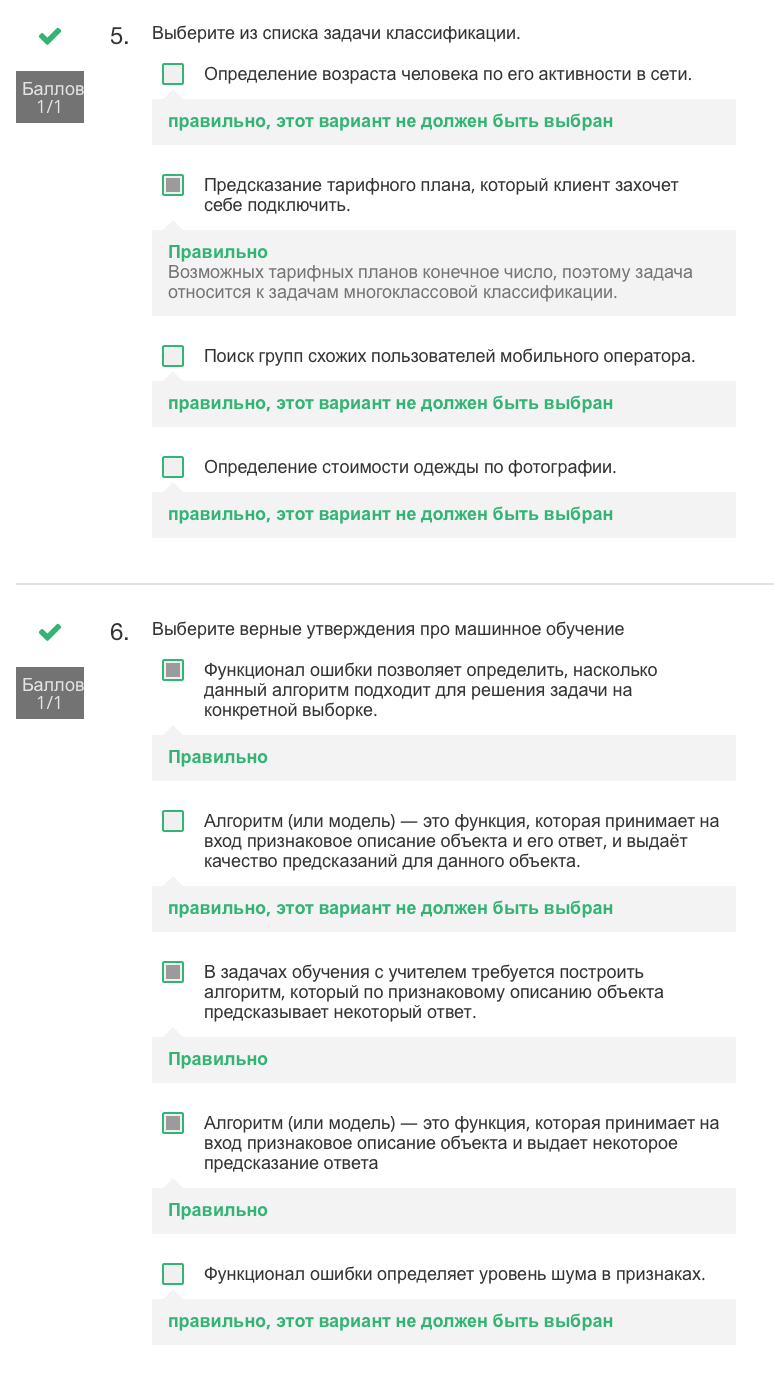 5. Выберите из списка задачи классификации.
Баллов
1/1
Определение возраста человека по его активности в сети.
правильно, этот вариант не должен быть выбран
Предсказание тарифного плана, который клиент захочет
себе подключить.
Правильно
Возможных тарифных планов конечное число, поэтому задача
относится к задачам многоклассовой классификации.
Поиск групп схожих пользователей мобильного оператора.
правильно, этот вариант не должен быть выбран
Определение стоимости одежды по фотографии.
правильно, этот вариант не должен быть выбран
6. Выберите верные утверждения про машинное обучение
Баллов
1/1
Функционал ошибки позволяет определить, насколько
данный алгоритм подходит для решения задачи на
конкретной выборке.
Правильно
Алгоритм (или модель) — это функция, которая принимает на
вход признаковое описание объекта и его ответ, и выдаёт
качество предсказаний для данного объекта.
правильно, этот вариант не должен быть выбран
В задачах обучения с учителем требуется построить
алгоритм, который по признаковому описанию объекта
предсказывает некоторый ответ.
Правильно
Алгоритм (или модель) — это функция, которая принимает на
вход признаковое описание объекта и выдает некоторое
предсказание ответа
Правильно
Функционал ошибки определяет уровень шума в признаках.
правильно, этот вариант не должен быть выбран